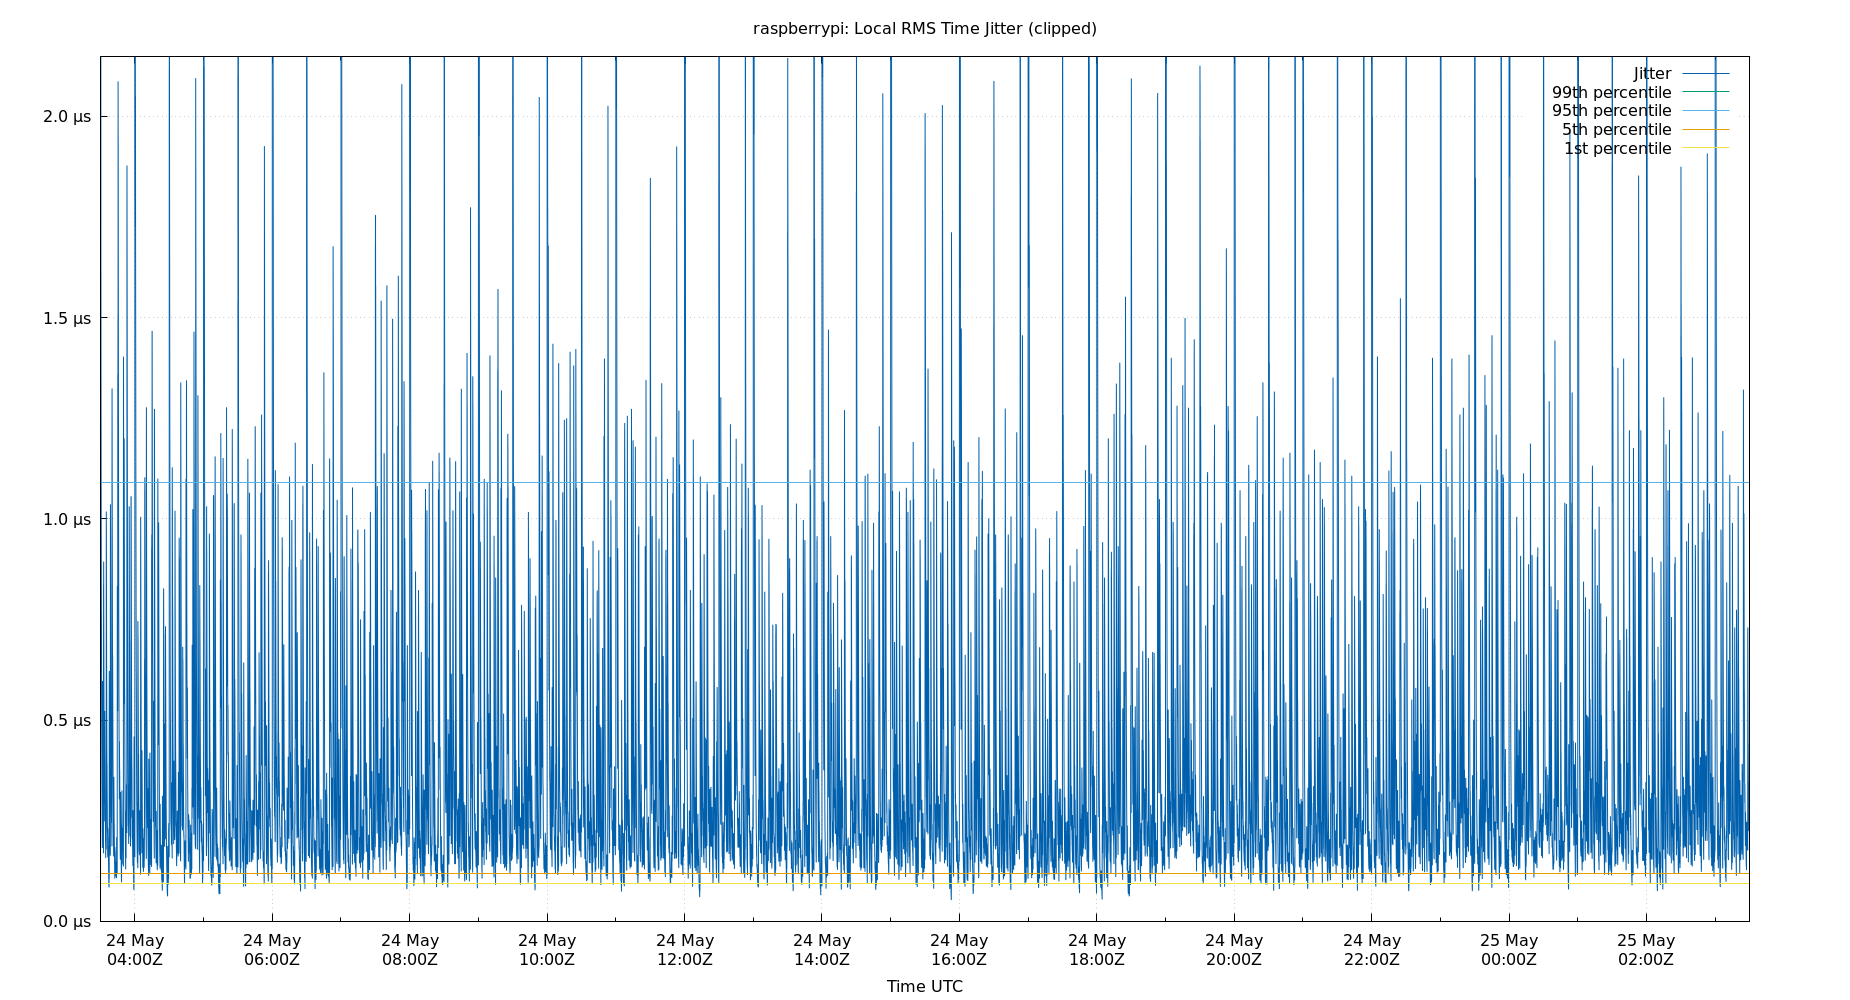 raspberrypi: Local RMS Time Jitter (clipped)
Jitter
99th percentile
95th percentile
5th percentile
1st percentile
2.0 µs
1.5 µs
1.0 µs
0.5 µs
0.0 µs
24 May 24 May 24 May 24 May 24 May 24 May 24 May 24 May 24 May 24 May 25 May 25 May
04:00Z 06:00Z 08:00Z 10:00Z 12:00Z 14:00Z 16:00Z 18:00Z 20:00Z 22:00Z 00:00Z 02:00Z
Time UTC